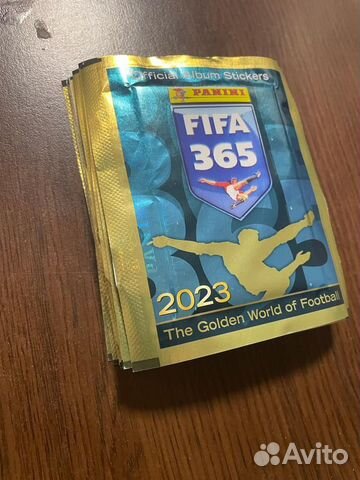 Official Album Stickers
PANINI
FIFA
365
2023
The Golden World of Football
Avito